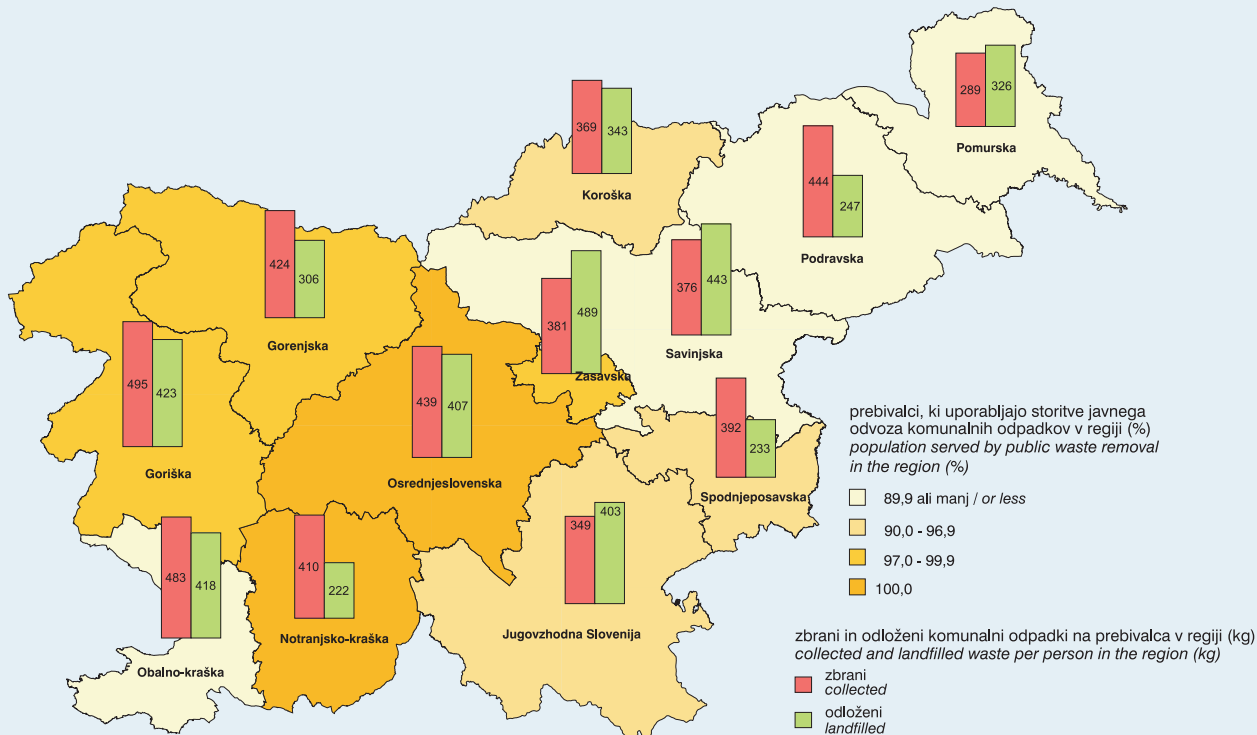 289
326
Pomurska
369
343
Koroška
444
247
Podravska
424
306
Gorenjska
376
443
Savinjska
381
489
Zasavska
495
423
Goriška
439
407
Osrednjeslovenska
392
233
Spodnjeposavska
349
403
Jugovzhodna Slovenija
483
418
Obalno-kraška
410
222
Notranjsko-kraška
prebivalci, ki uporabljajo storitve javnega
odvoza komunalnih odpadkov v regiji (%)
population served by public waste removal
in the region (%)
89,9 ali manj / or less
90,0 - 96,9
97,0 - 99,9
100,0
zbrani in odloženi komunalni odpadki na prebivalca v regiji (kg)
collected and landfilled waste per person in the region (kg)
zbrani
collected
odloženi
landfilled